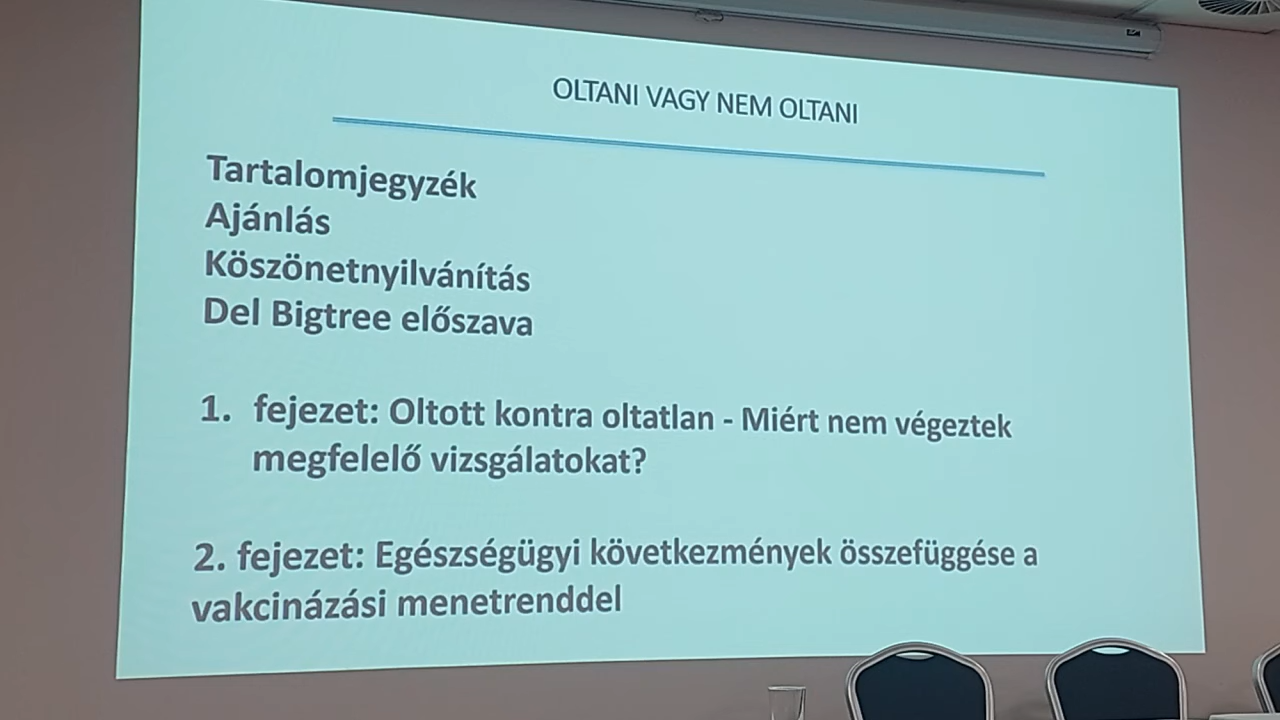 OLTANI VAGY NEM OLTANI
Tartalomjegyzék
Ajánlás
Köszönetnyilvánítás
Del Bigtree előszava
1. fejezet: Oltott kontra oltatlan - Miért nem végeztek
megfelelő vizsgálatokat?
2. fejezet: Egészségügyi következmények összefüggése a
vakcinázási menetrenddel